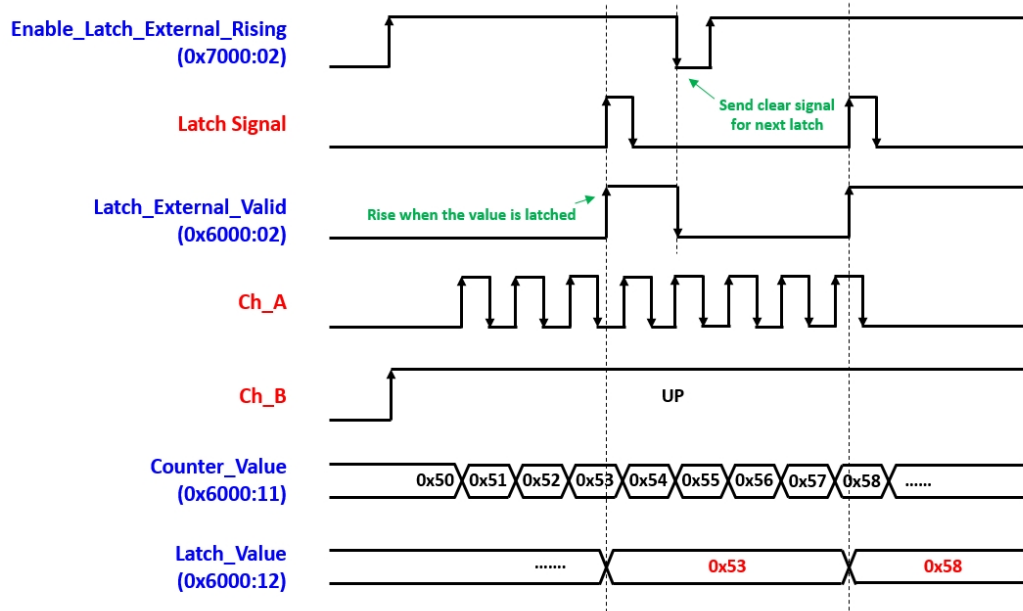 Enable_Latch_External_Rising
(0x7000:02)
Send clear signal
for next latch
Latch Signal
Latch_External_Valid
(0x6000:02)
Rise when the value is latched
Ch_A
Ch_B
UP
Counter_Value
(0x6000:11)
0x50 0x51 0x52 0x53 0x54 0x55 0x56 0x57 0x58 ......
Latch_Value
(0x6000:12)
....... 0x53 0x58